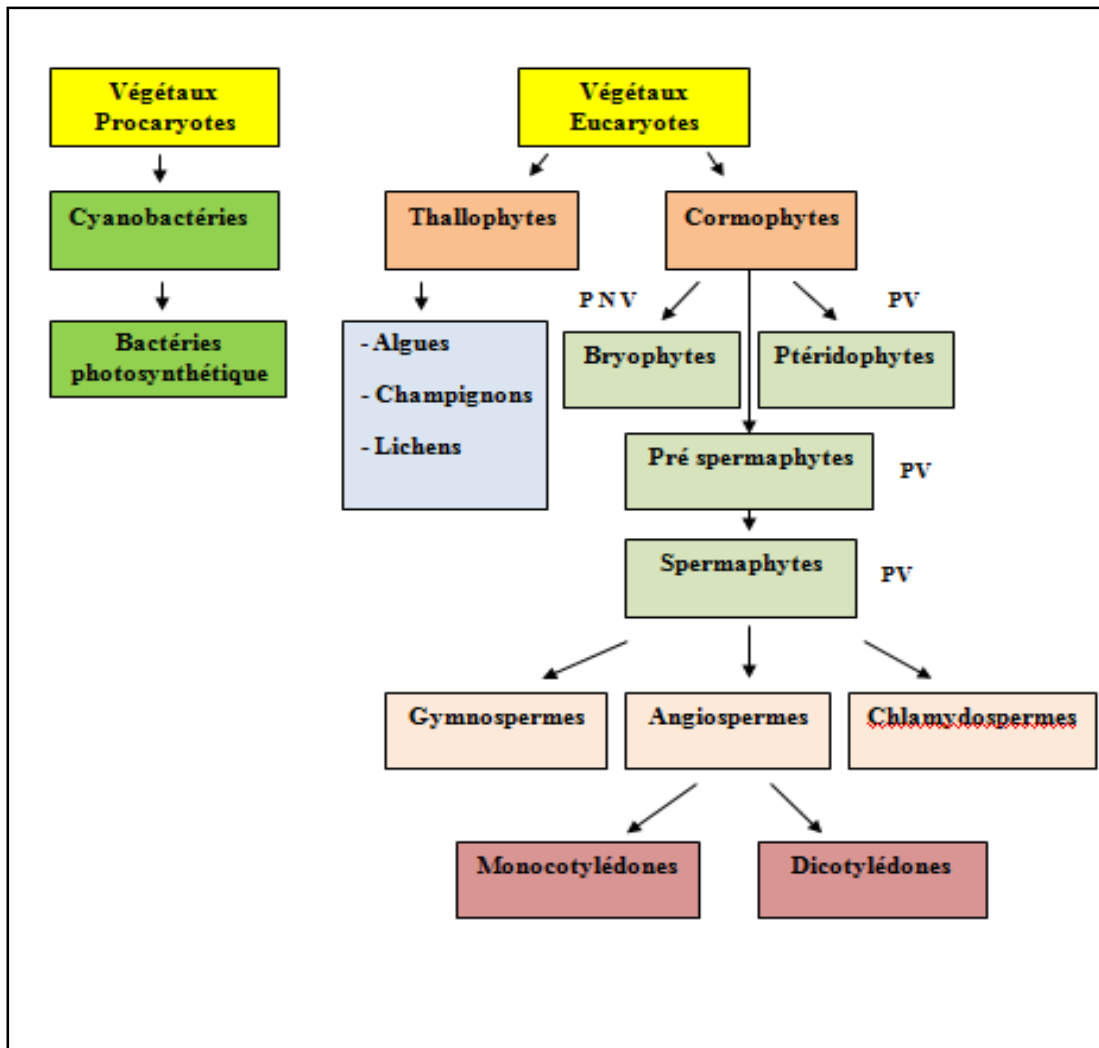 Végétaux
Procaryotes
Végétaux
Eucaryotes
Cyanobactéries
Thallophytes
Cormophytes
P N V
PV
Bactéries
photosynthétique
- Algues
- Champignons
- Lichens
Bryophytes
Ptéridophytes
Pré spermaphytes
PV
Spermaphytes
PV
Gymnospermes
Angiospermes
Chlamydospermes
Monocotylédones
Dicotylédones